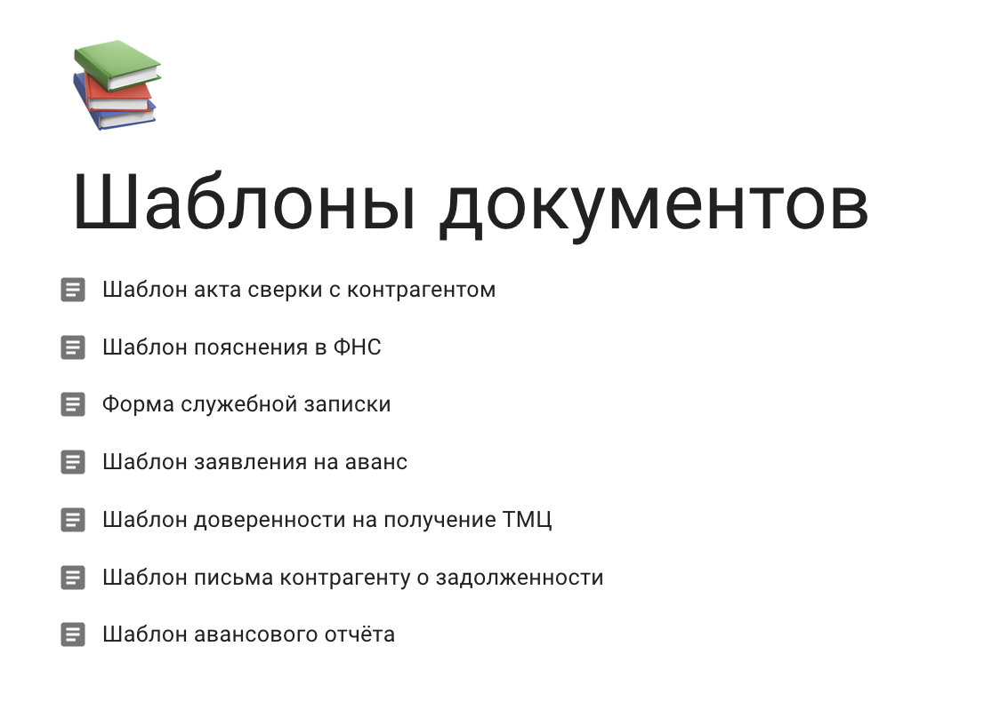 Шаблоны документов
Шаблон акта сверки с контрагентом
Шаблон пояснения в ФНС
Форма служебной записки
Шаблон заявления на аванс
Шаблон доверенности на получение ТМЦ
Шаблон письма контрагенту о задолженности
Шаблон авансового отчёта